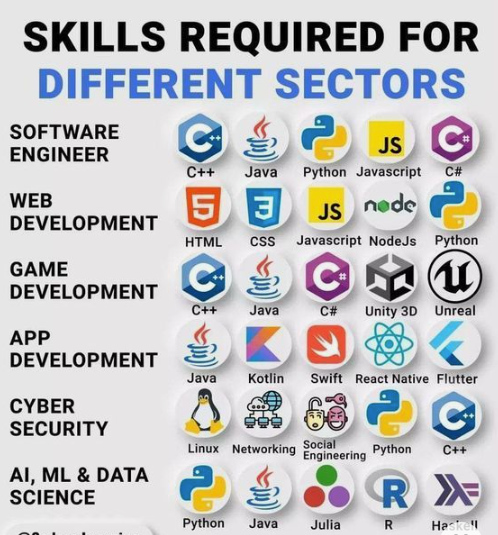 SKILLS REQUIRED FOR
DIFFERENT SECTORS
SOFTWARE
ENGINEER
C++ Java Python Javascript C#
WEB
DEVELOPMENT
HTML CSS Javascript NodeJs Python
GAME
DEVELOPMENT
C++ Java C# Unity 3D Unreal
APP
DEVELOPMENT
Java Kotlin Swift React Native Flutter
CYBER
SECURITY
Linux Networking Social Engineering Python C++
AI, ML & DATA
SCIENCE
Python Java Julia R Haskell